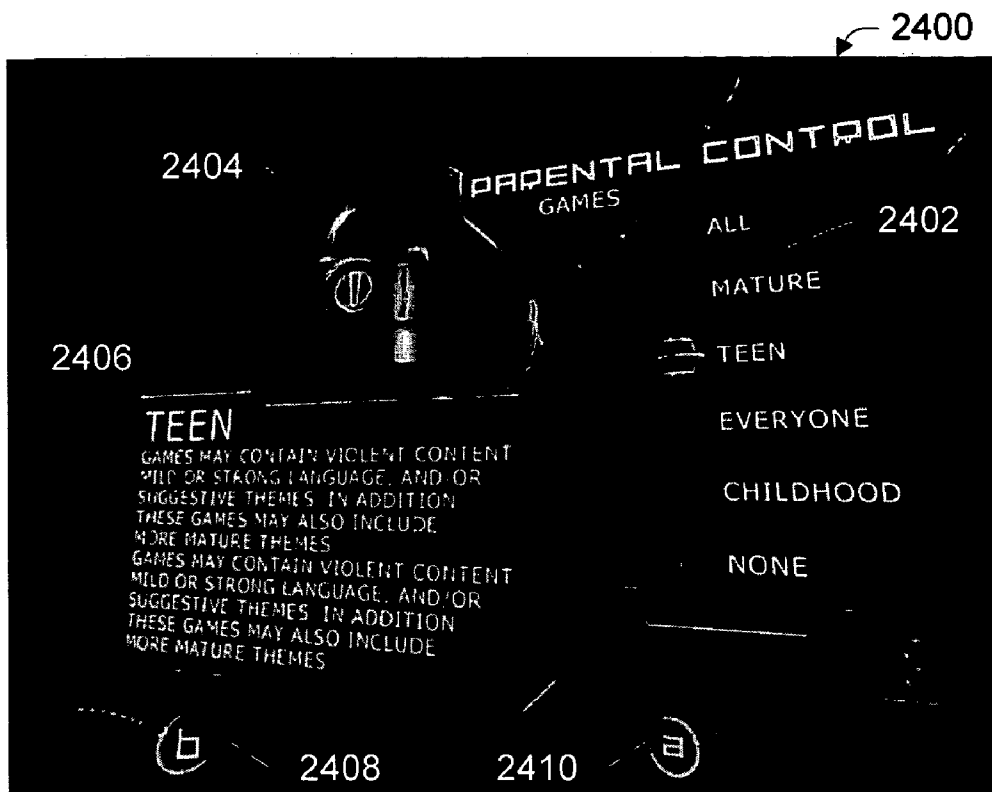 2400
PARENTAL CONTROL
GAMES
2404
ALL
2402
MATURE
2406
TEEN
EVERYONE
CHILDHOOD
NONE
TEEN
GAMES MAY CONTAIN VIOLENT CONTENT
MILD OR STRONG LANGUAGE, AND/OR
SUGGESTIVE THEMES IN ADDITION
THESE GAMES MAY ALSO INCLUDE
MORE MATURE THEMES
GAMES MAY CONTAIN VIOLENT CONTENT
MILD OR STRONG LANGUAGE, AND/OR
SUGGESTIVE THEMES IN ADDITION
THESE GAMES MAY ALSO INCLUDE
MORE MATURE THEMES
b
2408
2410
a